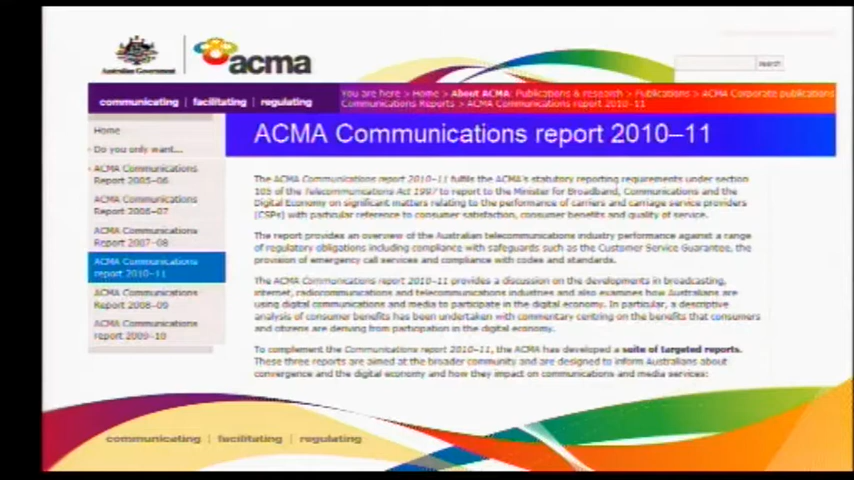 Australian Government
acma
search
communicating | facilitating | regulating
You are here > Home > About ACMA: Publications & research > Publications > ACMA Corporate publications
Communications Reports > ACMA Communications report 2010–11
Home
Do you only want...
ACMA Communications
Report 2005-06
ACMA Communications
Report 2006-07
ACMA Communications
Report 2007-08
ACMA Communications
report 2010-11
ACMA Communications
Report 2008-09
ACMA Communications
Report 2009-10
ACMA Communications report 2010–11
The ACMA Communications report 2010–11 fulfils the ACMA's statutory reporting requirements under section
105 of the Telecommunications Act 1997 to report to the Minister for Broadband, Communications and the
Digital Economy on significant matters relating to the performance of carriers and carriage service providers
(CSPs) with particular reference to consumer satisfaction, consumer benefits and quality of service.
The report provides an overview of the Australian telecommunications industry performance against a range
of regulatory obligations including compliance with safeguards such as the Customer Service Guarantee, the
provision of emergency call services and compliance with codes and standards.
The ACMA Communications report 2010–11 provides a discussion on the developments in broadcasting,
internet, radiocommunications and telecommunications industries and also examines how Australians are
using digital communications and media to participate in the digital economy. In particular, a descriptive
analysis of consumer benefits has been undertaken with commentary centring on the benefits that consumers
and citizens are deriving from participation in the digital economy.
To complement the Communications report 2010–11, the ACMA has developed a suite of targeted reports.
These three reports are aimed at the broader community and are designed to inform Australians about
convergence and the digital economy and how they impact on communications and media services:
communicating | facilitating | regulating